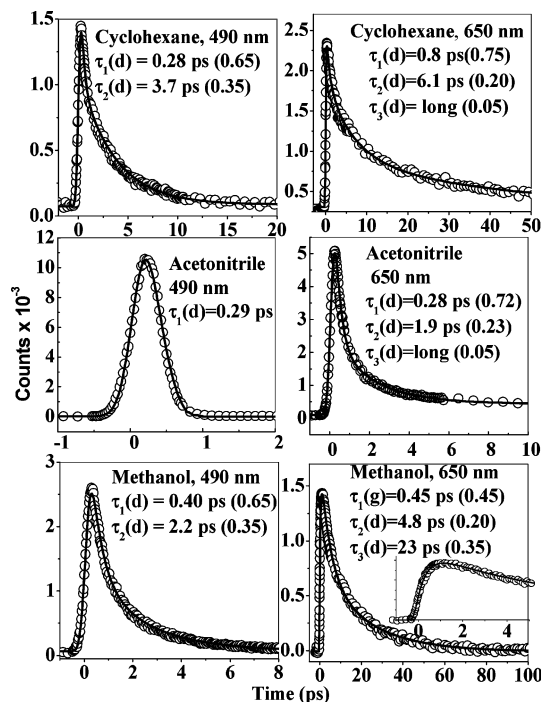 Cyclohexane, 490 nm
τ₁(d) = 0.28 ps (0.65)
τ₂(d) = 3.7 ps (0.35)
1.5
1.0
0.5
0.0
0 5 10 15 20
Cyclohexane, 650 nm
τ₁(d)=0.8 ps(0.75)
τ₂(d)=6.1 ps (0.20)
τ₃(d)= long (0.05)
2.5
2.0
1.5
1.0
0.5
0 10 20 30 40 50
Counts x 10⁻³
Acetonitrile
490 nm
τ₁(d)=0.29 ps
12
10
8
6
4
2
0
-1 0 1 2
Acetonitrile
650 nm
τ₁(d)=0.28 ps (0.72)
τ₂(d)=1.9 ps (0.23)
τ₃(d)=long (0.05)
5
4
3
2
1
0
0 2 4 6 8 10
Methanol, 490 nm
τ₁(d) = 0.40 ps (0.65)
τ₂(d) = 2.2 ps (0.35)
3
2
1
0
0 2 4 6 8
Methanol, 650 nm
τ₁(g)=0.45 ps (0.45)
τ₂(d)=4.8 ps (0.20)
τ₃(d)=23 ps (0.35)
1.5
1.0
0.5
0.0
0 2 4
0 20 40 60 80 100
Time (ps)